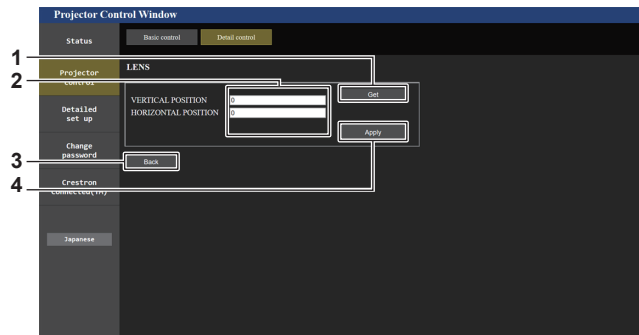 Projector Control Window
Status
Basic control
Detail control
1
2
Projector
control
LENS
VERTICAL POSITION
0
Get
HORIZONTAL POSITION
0
Detailed
set up
Apply
Change
password
3
Back
4
Crestron
Connected(TM)
Japanese